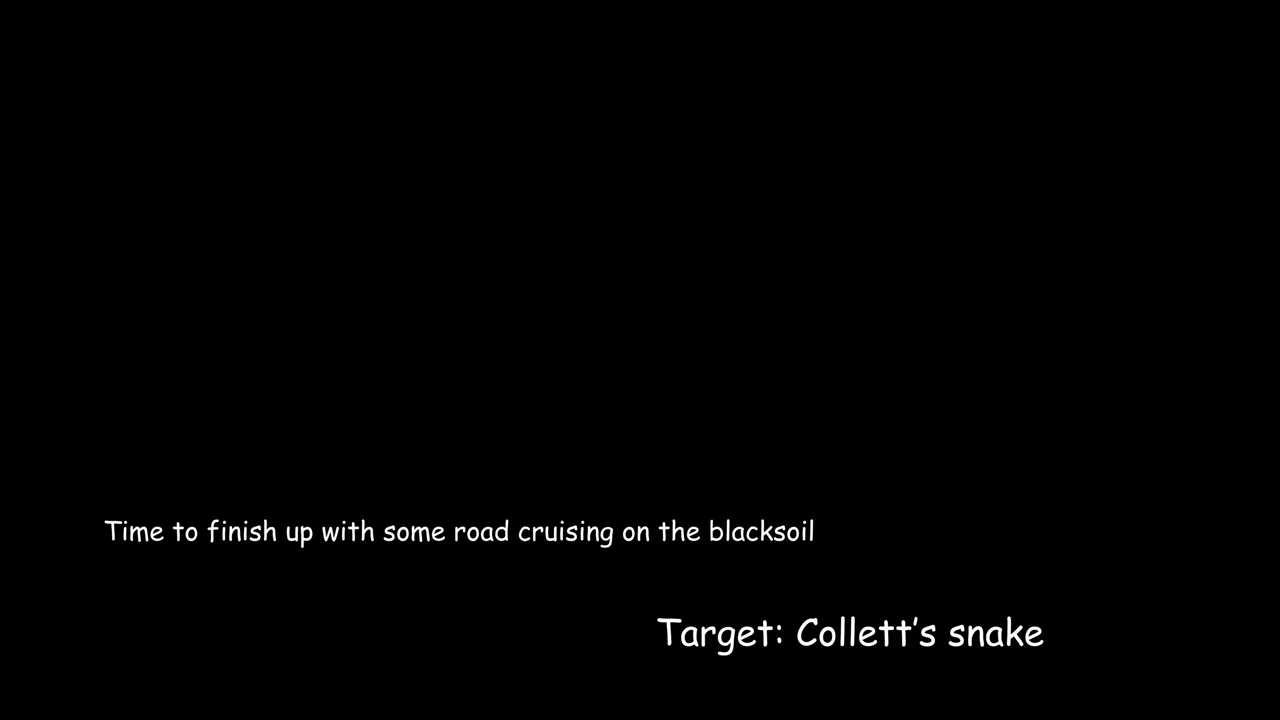 Time to finish up with some road cruising on the blacksoil
Target: Collett’s snake